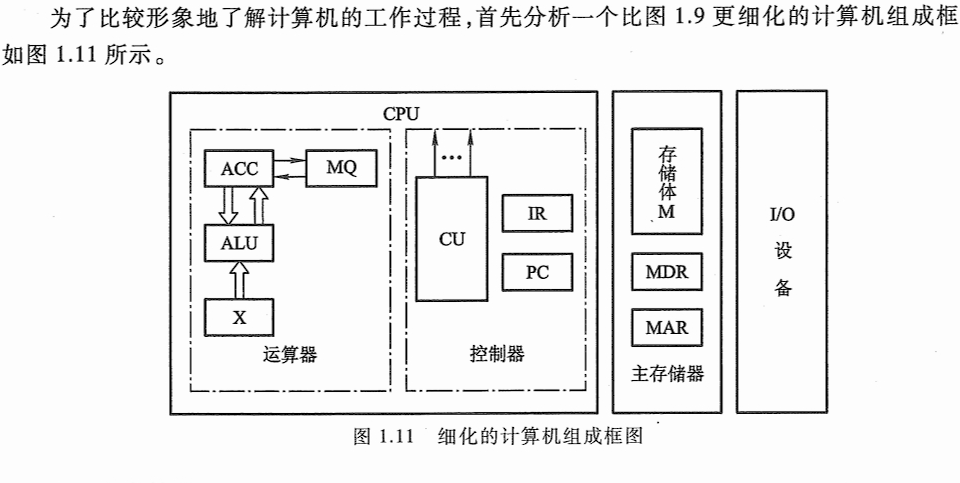 为了比较形象地了解计算机的工作过程,首先分析一个比图 1.9 更细化的计算机组成框
如图 1.11 所示。
CPU
ACC
MQ
ALU
X
运算器
CU
IR
PC
控制器
存
储
体
M
MDR
MAR
主存储器
I/O
设
备
图 1.11 细化的计算机组成框图